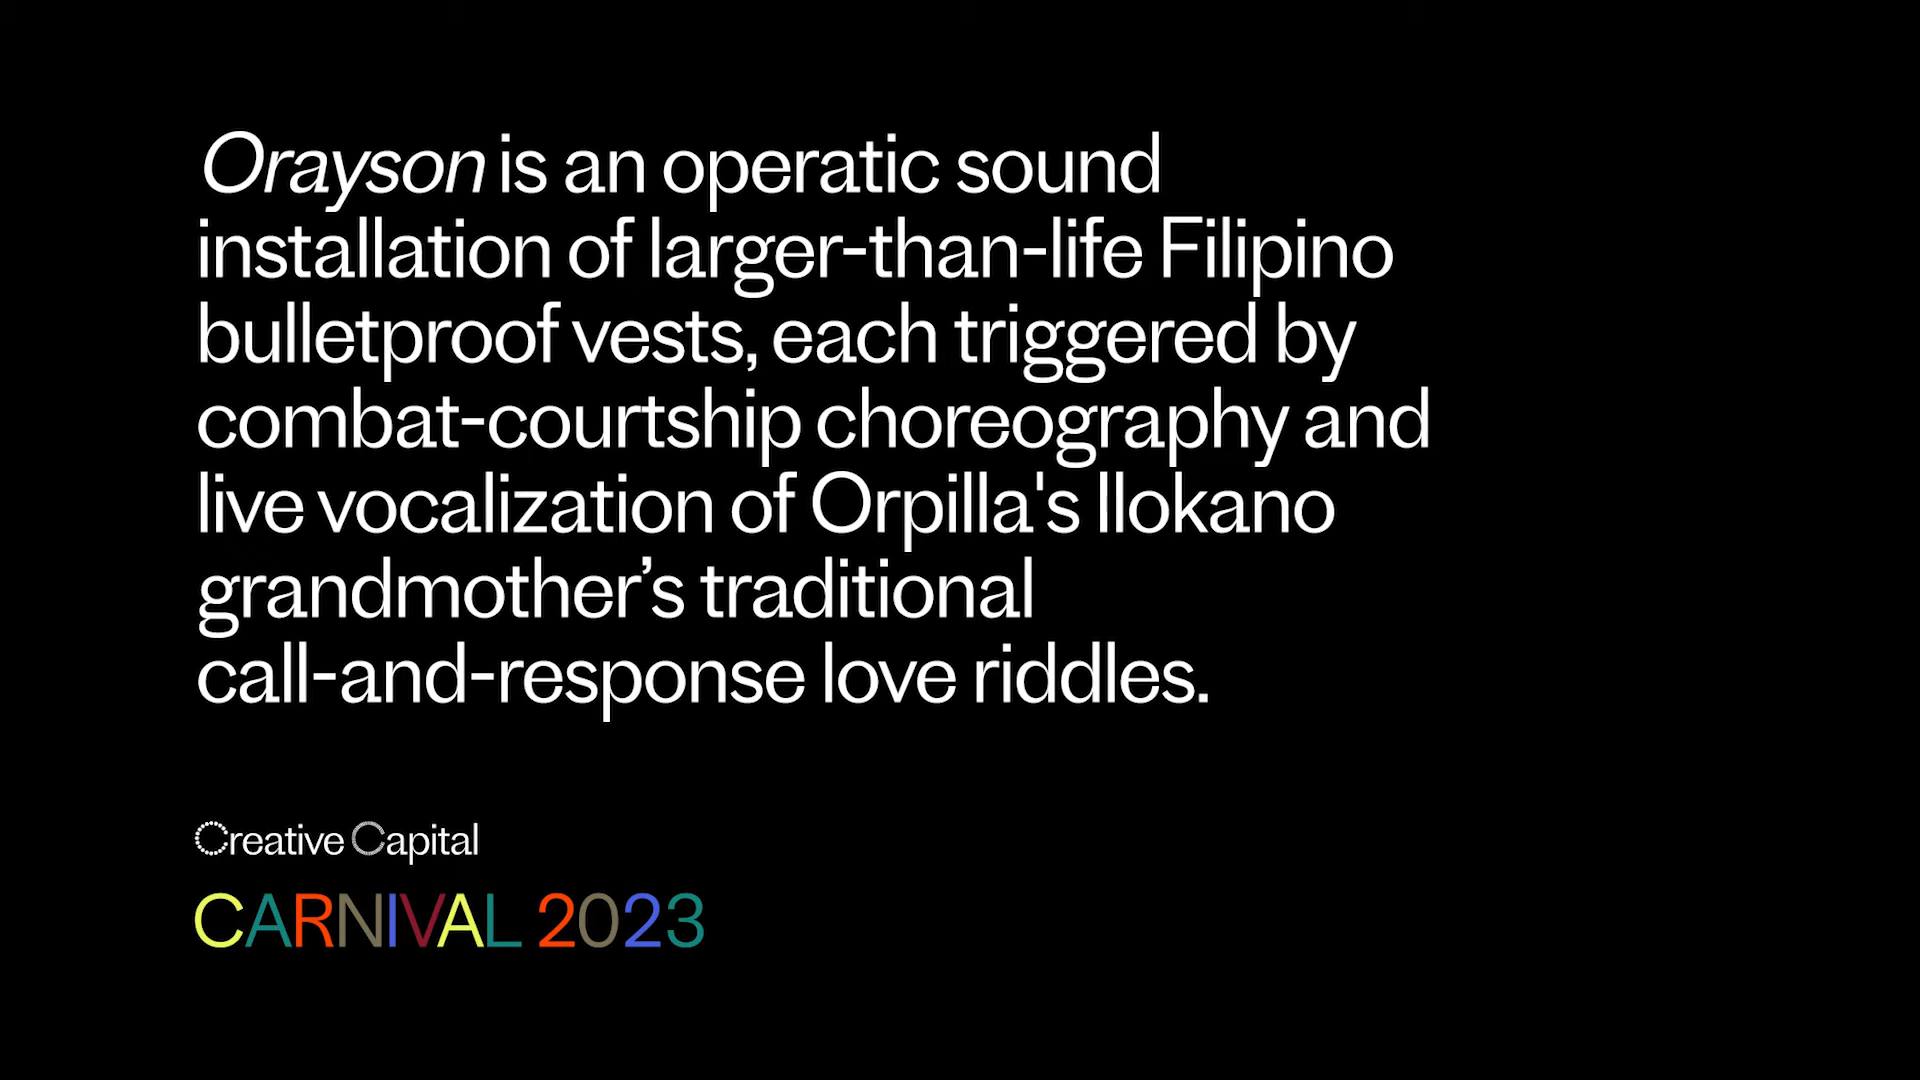 Orayson is an operatic sound
installation of larger-than-life Filipino
bulletproof vests, each triggered by
combat-courtship choreography and
live vocalization of Orpilla's Ilokano
grandmother’s traditional
call-and-response love riddles.
Creative Capital
CARNIVAL 2023